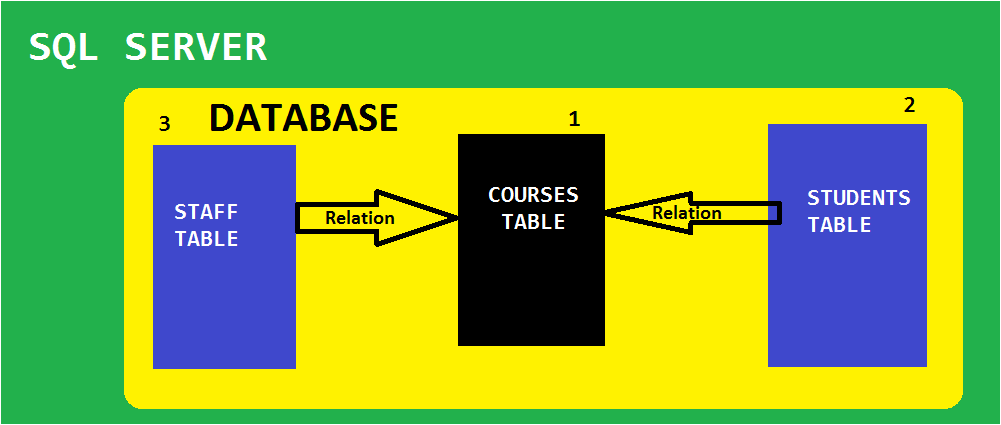 SQL SERVER
3
DATABASE
1
2
STAFF
TABLE
Relation
COURSES
TABLE
Relation
STUDENTS
TABLE